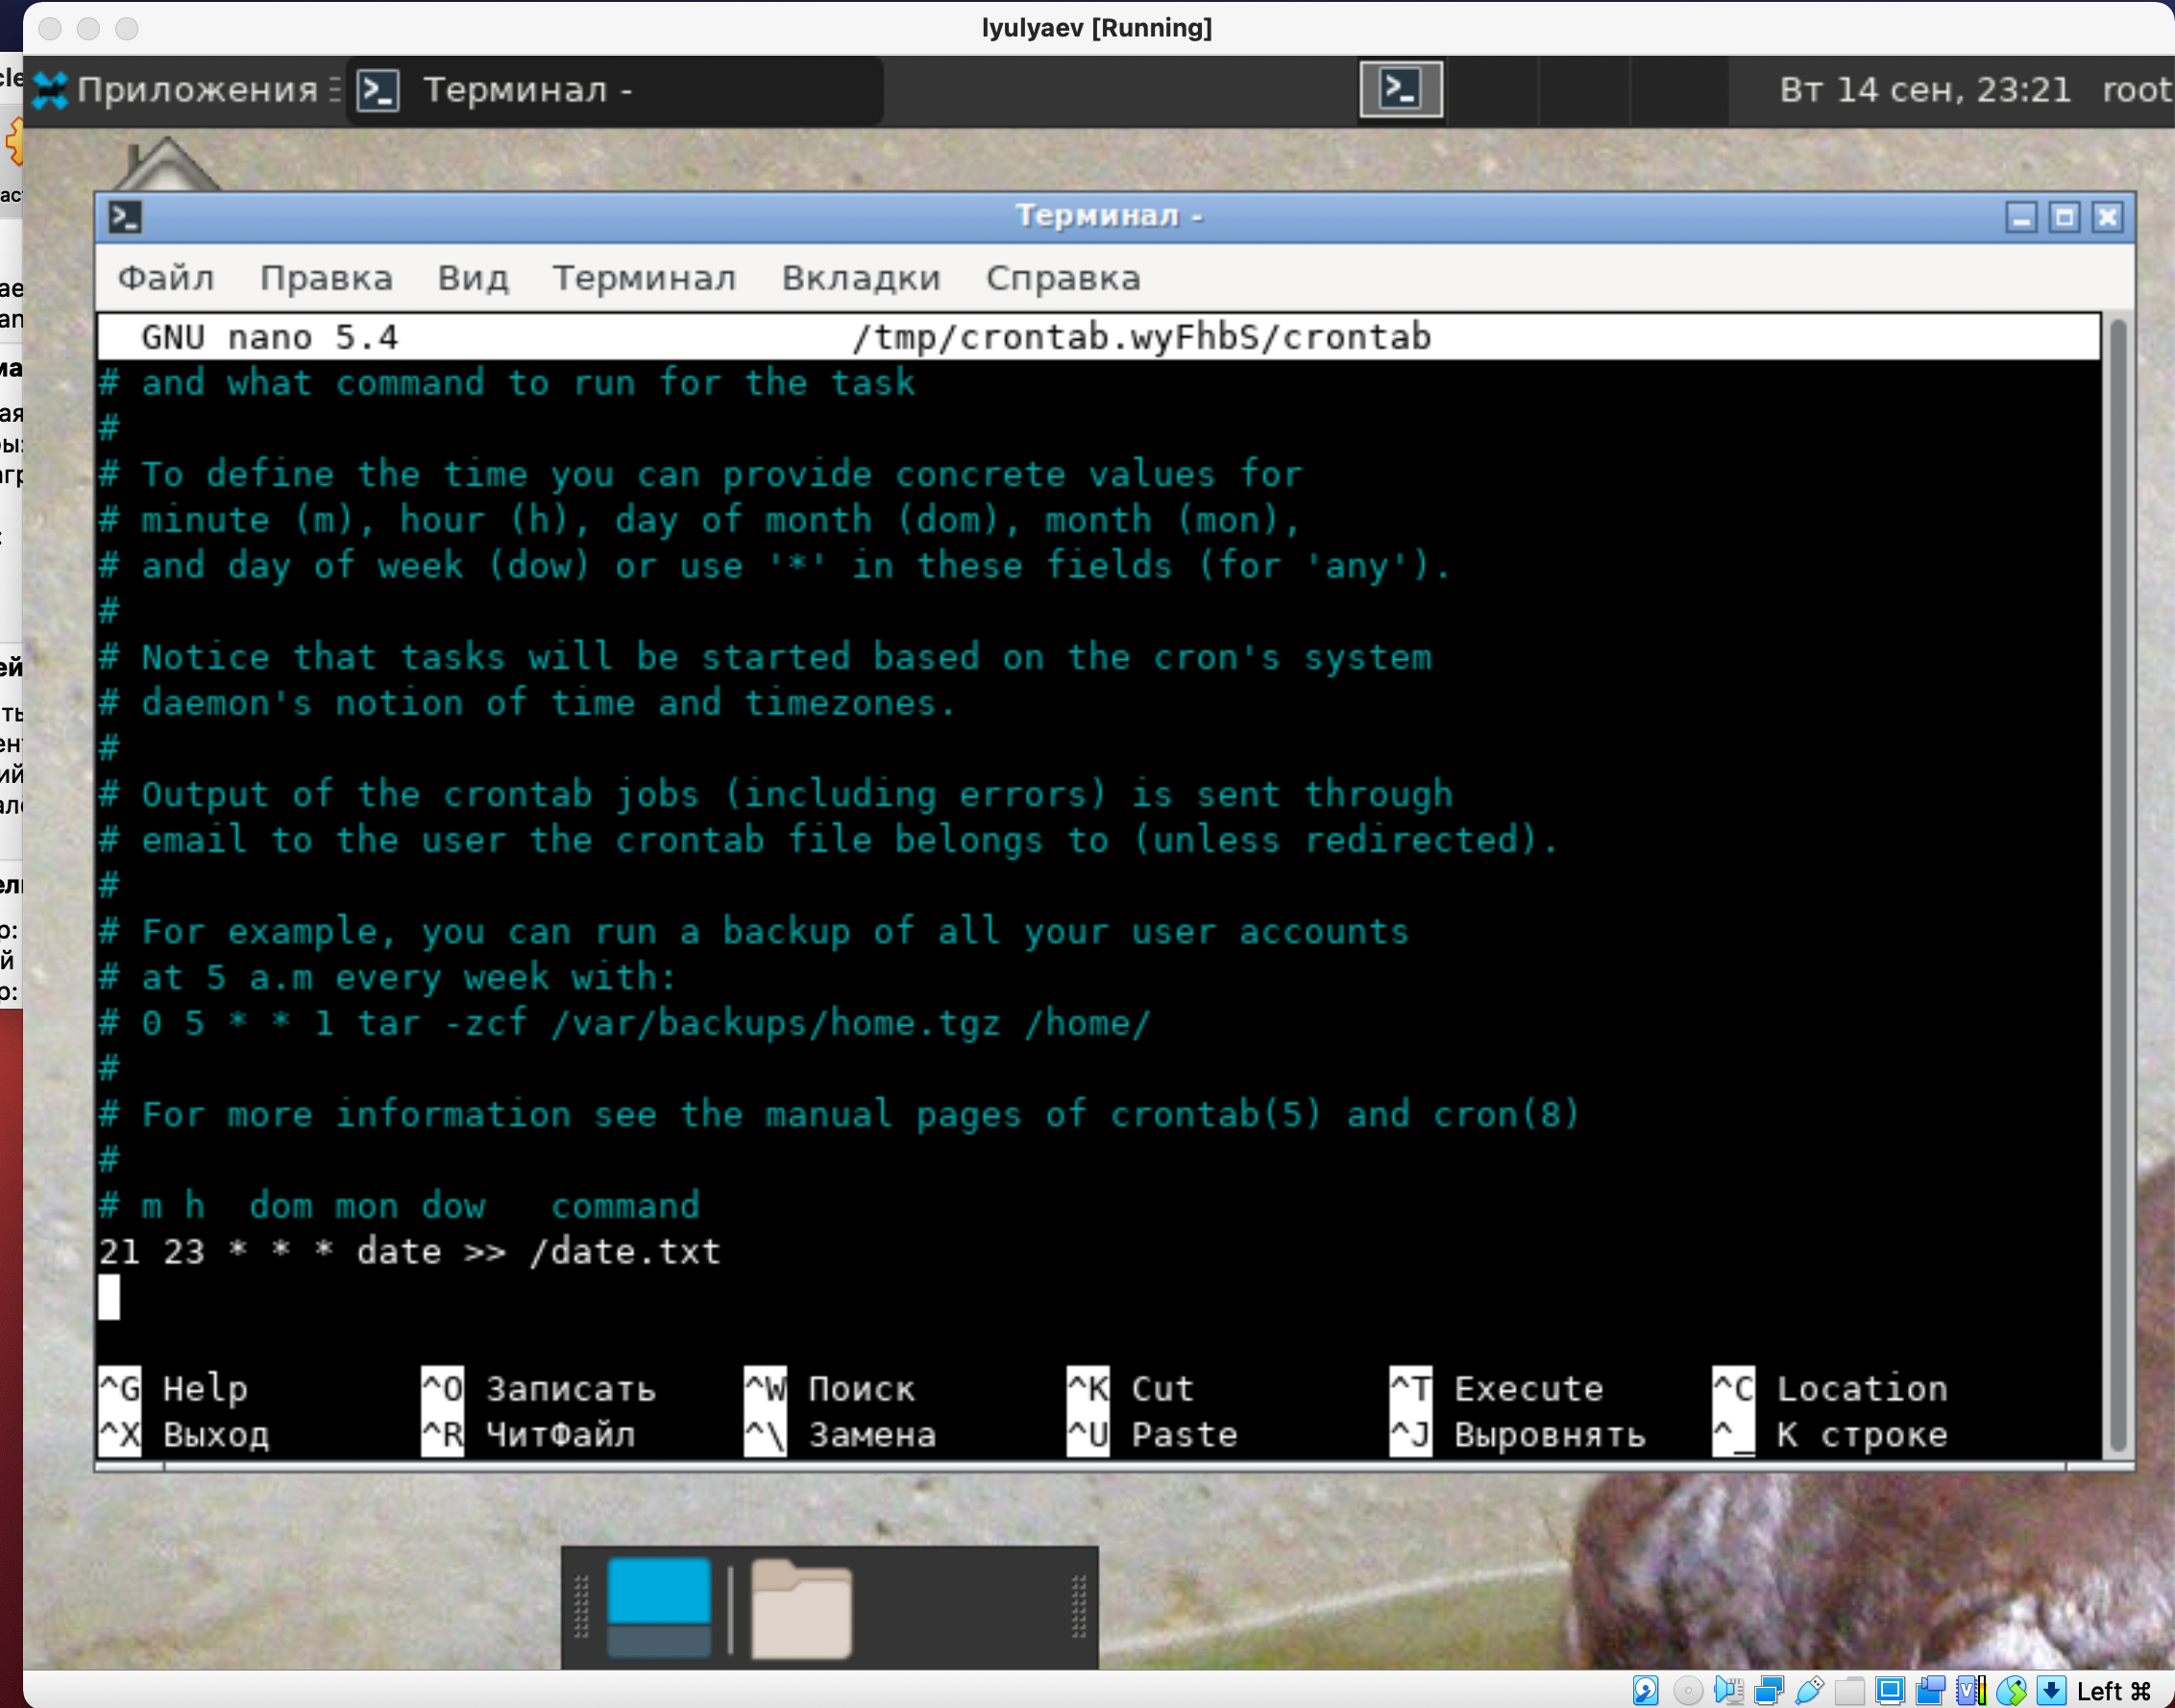 lyulyaev [Running]
Приложения
Терминал -
Вт 14 сен, 23:21 root
Терминал -
Файл Правка Вид Терминал Вкладки Справка
GNU nano 5.4 /tmp/crontab.wyFhbS/crontab
# and what command to run for the task
#
# To define the time you can provide concrete values for
# minute (m), hour (h), day of month (dom), month (mon),
# and day of week (dow) or use '*' in these fields (for 'any').
#
# Notice that tasks will be started based on the cron's system
# daemon's notion of time and timezones.
#
# Output of the crontab jobs (including errors) is sent through
# email to the user the crontab file belongs to (unless redirected).
#
# For example, you can run a backup of all your user accounts
# at 5 a.m every week with:
# 0 5 * * 1 tar -zcf /var/backups/home.tgz /home/
#
# For more information see the manual pages of crontab(5) and cron(8)
#
# m h  dom mon dow   command
21 23 * * * date >> /date.txt
^G Help ^O Записать ^W Поиск ^K Cut ^T Execute ^C Location
^X Выход ^R ЧитФайл ^\ Замена ^U Paste ^J Выровнять ^_ К строке
Left ⌘